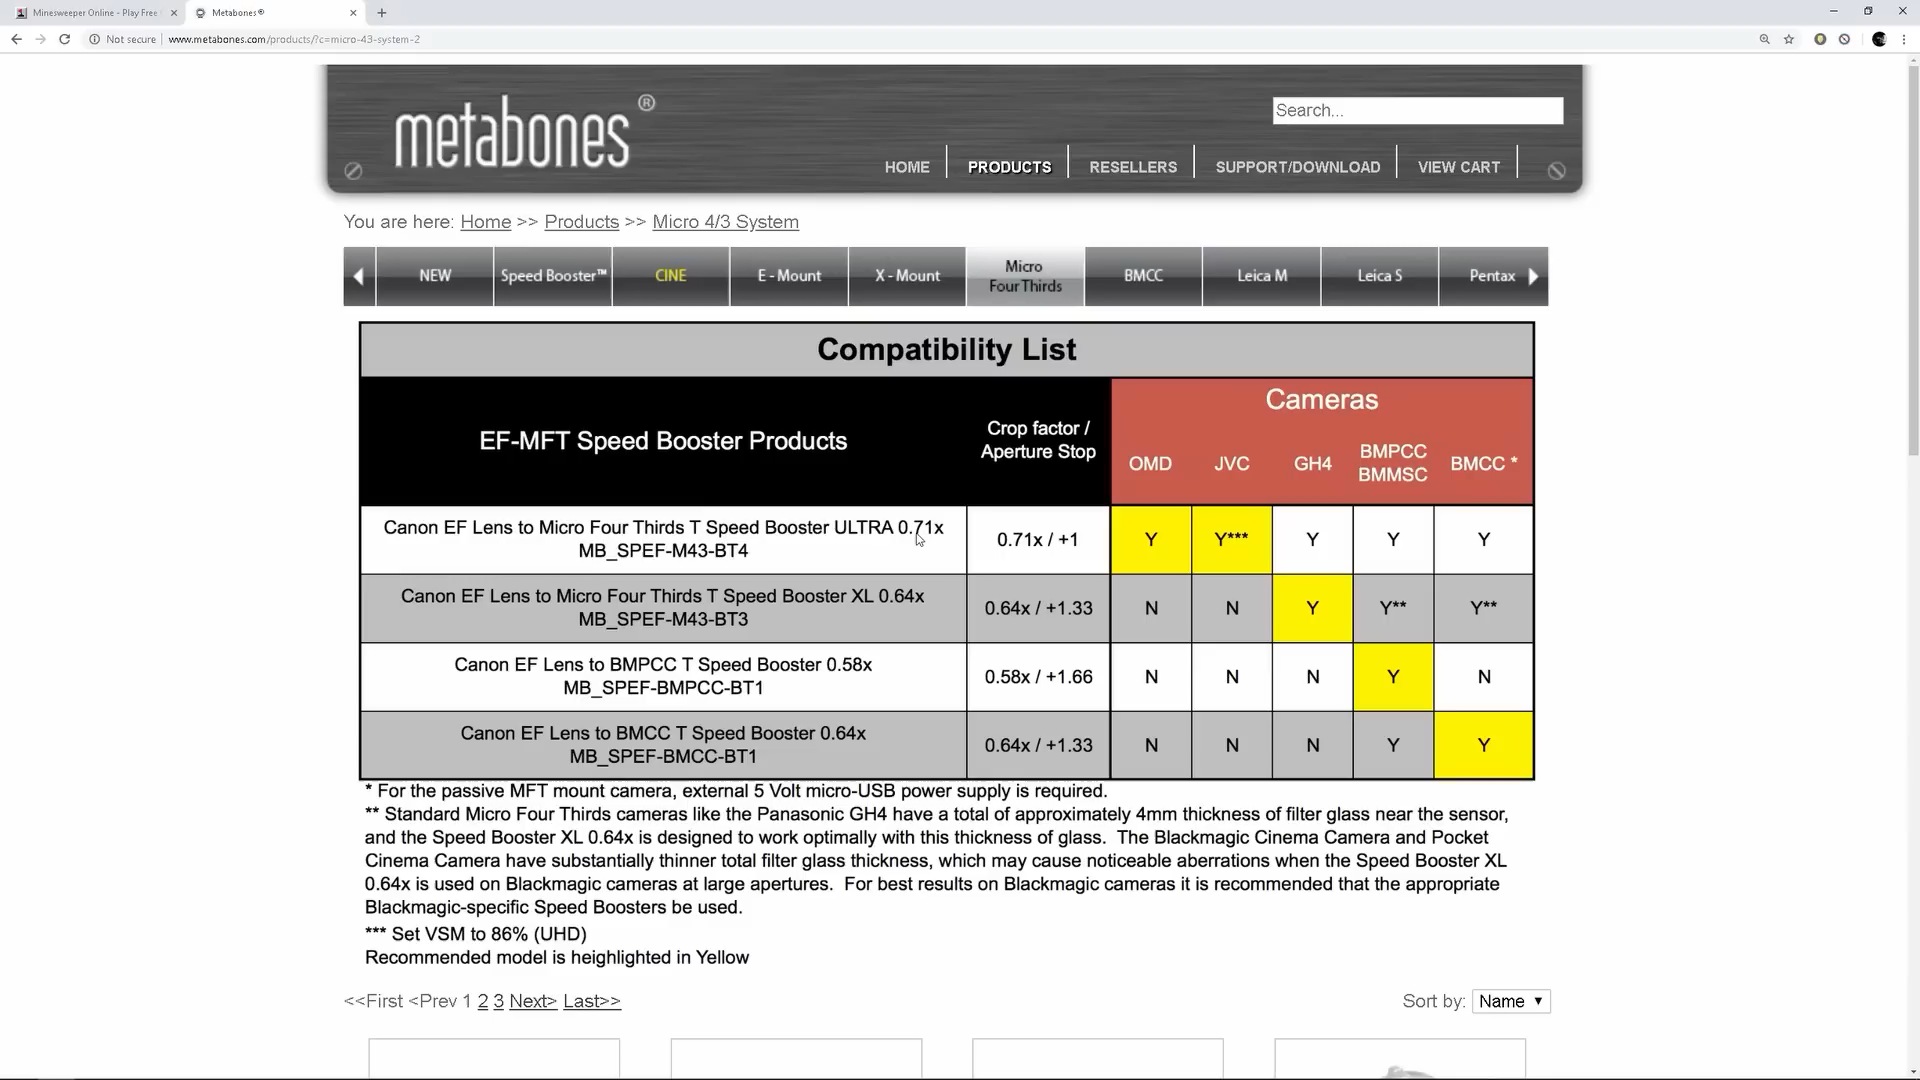 Minesweeper Online - Play Free
Metabones®
Not secure | www.metabones.com/products/?c=micro-43-system-2
metabones®
Search...
HOME PRODUCTS RESELLERS SUPPORT/DOWNLOAD VIEW CART
You are here: Home >> Products >> Micro 4/3 System
NEW Speed Booster™ CINE E - Mount X - Mount Micro Four Thirds BMCC Leica M Leica S Pentax
Compatibility List
EF-MFT Speed Booster Products
Crop factor /
Aperture Stop
Cameras
OMD JVC GH4 BMPCC BMMSC BMCC *
Canon EF Lens to Micro Four Thirds T Speed Booster ULTRA 0.71x
MB_SPEF-M43-BT4
0.71x / +1 Y Y*** Y Y Y
Canon EF Lens to Micro Four Thirds T Speed Booster XL 0.64x
MB_SPEF-M43-BT3
0.64x / +1.33 N N Y Y** Y**
Canon EF Lens to BMPCC T Speed Booster 0.58x
MB_SPEF-BMPCC-BT1
0.58x / +1.66 N N N Y N
Canon EF Lens to BMCC T Speed Booster 0.64x
MB_SPEF-BMCC-BT1
0.64x / +1.33 N N N Y Y
* For the passive MFT mount camera, external 5 Volt micro-USB power supply is required.
** Standard Micro Four Thirds cameras like the Panasonic GH4 have a total of approximately 4mm thickness of filter glass near the sensor,
and the Speed Booster XL 0.64x is designed to work optimally with this thickness of glass. The Blackmagic Cinema Camera and Pocket
Cinema Camera have substantially thinner total filter glass thickness, which may cause noticeable aberrations when the Speed Booster XL
0.64x is used on Blackmagic cameras at large apertures. For best results on Blackmagic cameras it is recommended that the appropriate
Blackmagic-specific Speed Boosters be used.
*** Set VSM to 86% (UHD)
Recommended model is heighlighted in Yellow
<<First <Prev 1 2 3 Next> Last>>
Sort by: Name